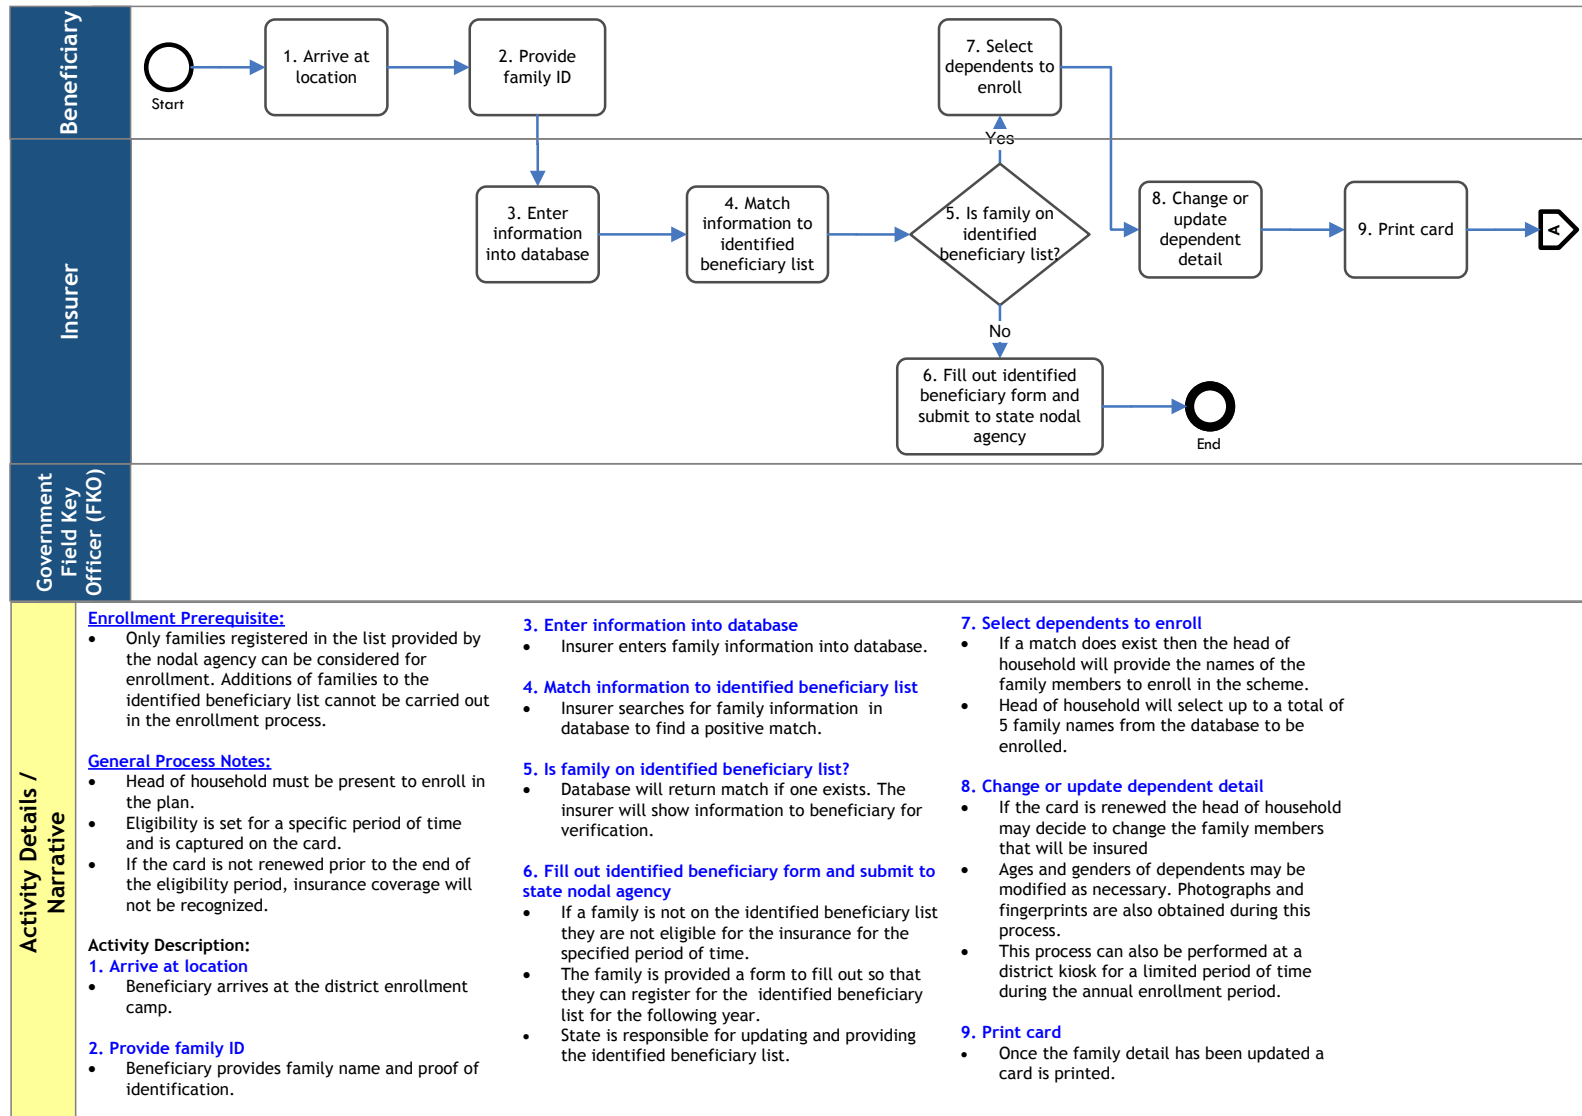 Beneficiary
Start
1. Arrive at
location
2. Provide
family ID
7. Select
dependents to
enroll
Yes
Insurer
3. Enter
information
into database
4. Match
information to
identified
beneficiary list
5. Is family on
identified
beneficiary list?
8. Change or
update
dependent
detail
9. Print card
A
No
6. Fill out identified
beneficiary form and
submit to state nodal
agency
End
Government
Field Key
Officer (FKO)
Activity Details /
Narrative
Enrollment Prerequisite:
• Only families registered in the list provided by
the nodal agency can be considered for
enrollment. Additions of families to the
identified beneficiary list cannot be carried out
in the enrollment process.
General Process Notes:
• Head of household must be present to enroll in
the plan.
• Eligibility is set for a specific period of time
and is captured on the card.
• If the card is not renewed prior to the end of
the eligibility period, insurance coverage will
not be recognized.
Activity Description:
1. Arrive at location
• Beneficiary arrives at the district enrollment
camp.
2. Provide family ID
• Beneficiary provides family name and proof of
identification.
3. Enter information into database
• Insurer enters family information into database.
4. Match information to identified beneficiary list
• Insurer searches for family information in
database to find a positive match.
5. Is family on identified beneficiary list?
• Database will return match if one exists. The
insurer will show information to beneficiary for
verification.
6. Fill out identified beneficiary form and submit to
state nodal agency
• If a family is not on the identified beneficiary list
they are not eligible for the insurance for the
specified period of time.
• The family is provided a form to fill out so that
they can register for the identified beneficiary
list for the following year.
• State is responsible for updating and providing
the identified beneficiary list.
7. Select dependents to enroll
• If a match does exist then the head of
household will provide the names of the
family members to enroll in the scheme.
• Head of household will select up to a total of
5 family names from the database to be
enrolled.
8. Change or update dependent detail
• If the card is renewed the head of household
may decide to change the family members
that will be insured
• Ages and genders of dependents may be
modified as necessary. Photographs and
fingerprints are also obtained during this
process.
• This process can also be performed at a
district kiosk for a limited period of time
during the annual enrollment period.
9. Print card
• Once the family detail has been updated a
card is printed.